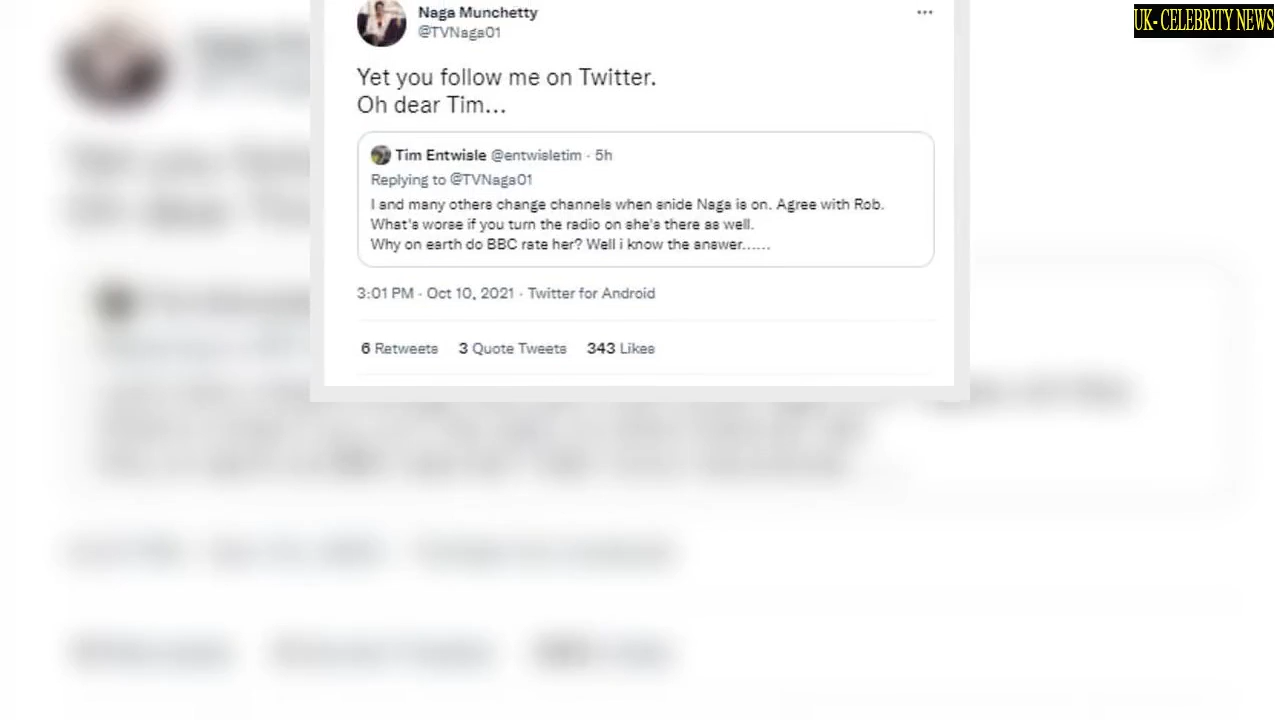 UK- CELEBRITY NEWS
Naga Munchetty
@TVNaga01
Yet you follow me on Twitter.
Oh dear Tim...
Tim Entwisle @entwisletim · 5h
Replying to @TVNaga01
I and many others change channels when snide Naga is on. Agree with Rob.
What's worse if you turn the radio on she's there as well.
Why on earth do BBC rate her? Well i know the answer......
3:01 PM · Oct 10, 2021 · Twitter for Android
6 Retweets 3 Quote Tweets 343 Likes